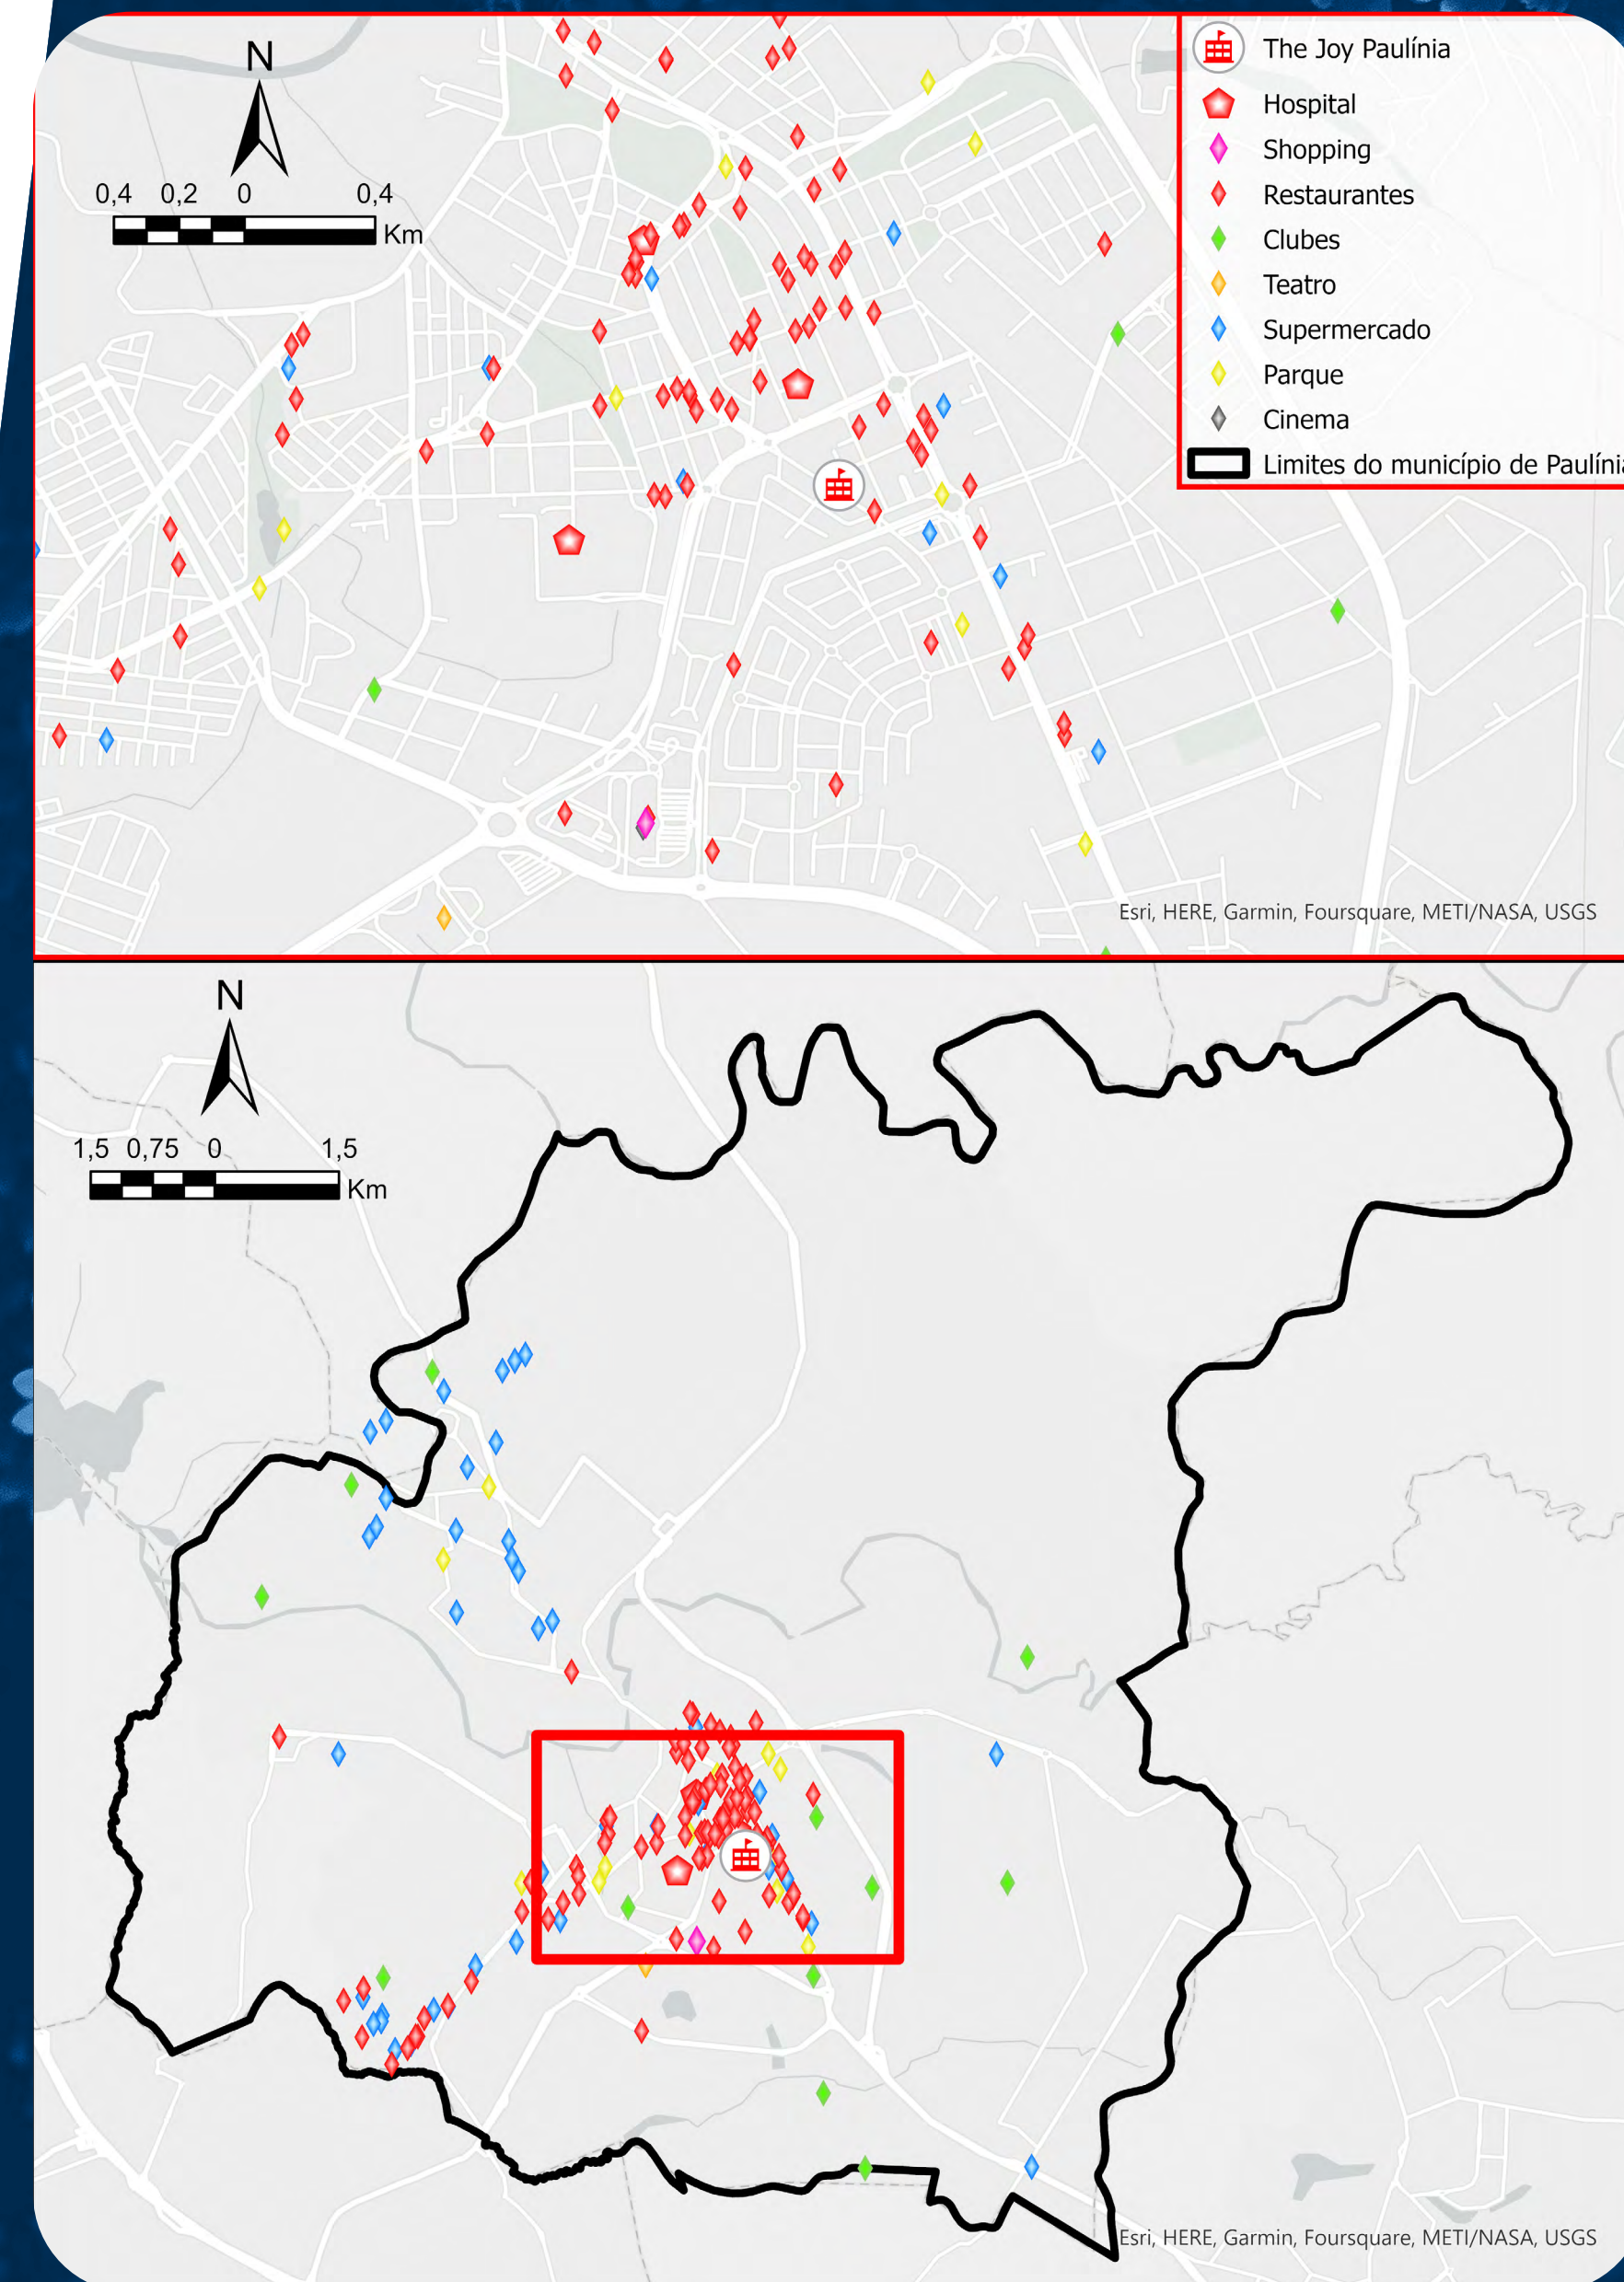 N
0,4 0,2 0 0,4
Km
The Joy Paulínia
Hospital
Shopping
Restaurantes
Clubes
Teatro
Supermercado
Parque
Cinema
Limites do município de Paulínia
Esri, HERE, Garmin, Foursquare, METI/NASA, USGS
N
1,5 0,75 0 1,5
Km
Esri, HERE, Garmin, Foursquare, METI/NASA, USGS